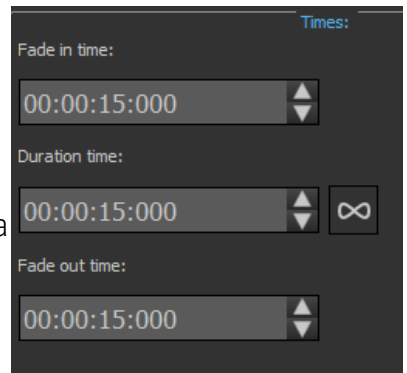 Times:
Fade in time:
00:00:15:000
Duration time:
a
00:00:15:000
∞
Fade out time:
00:00:15:000